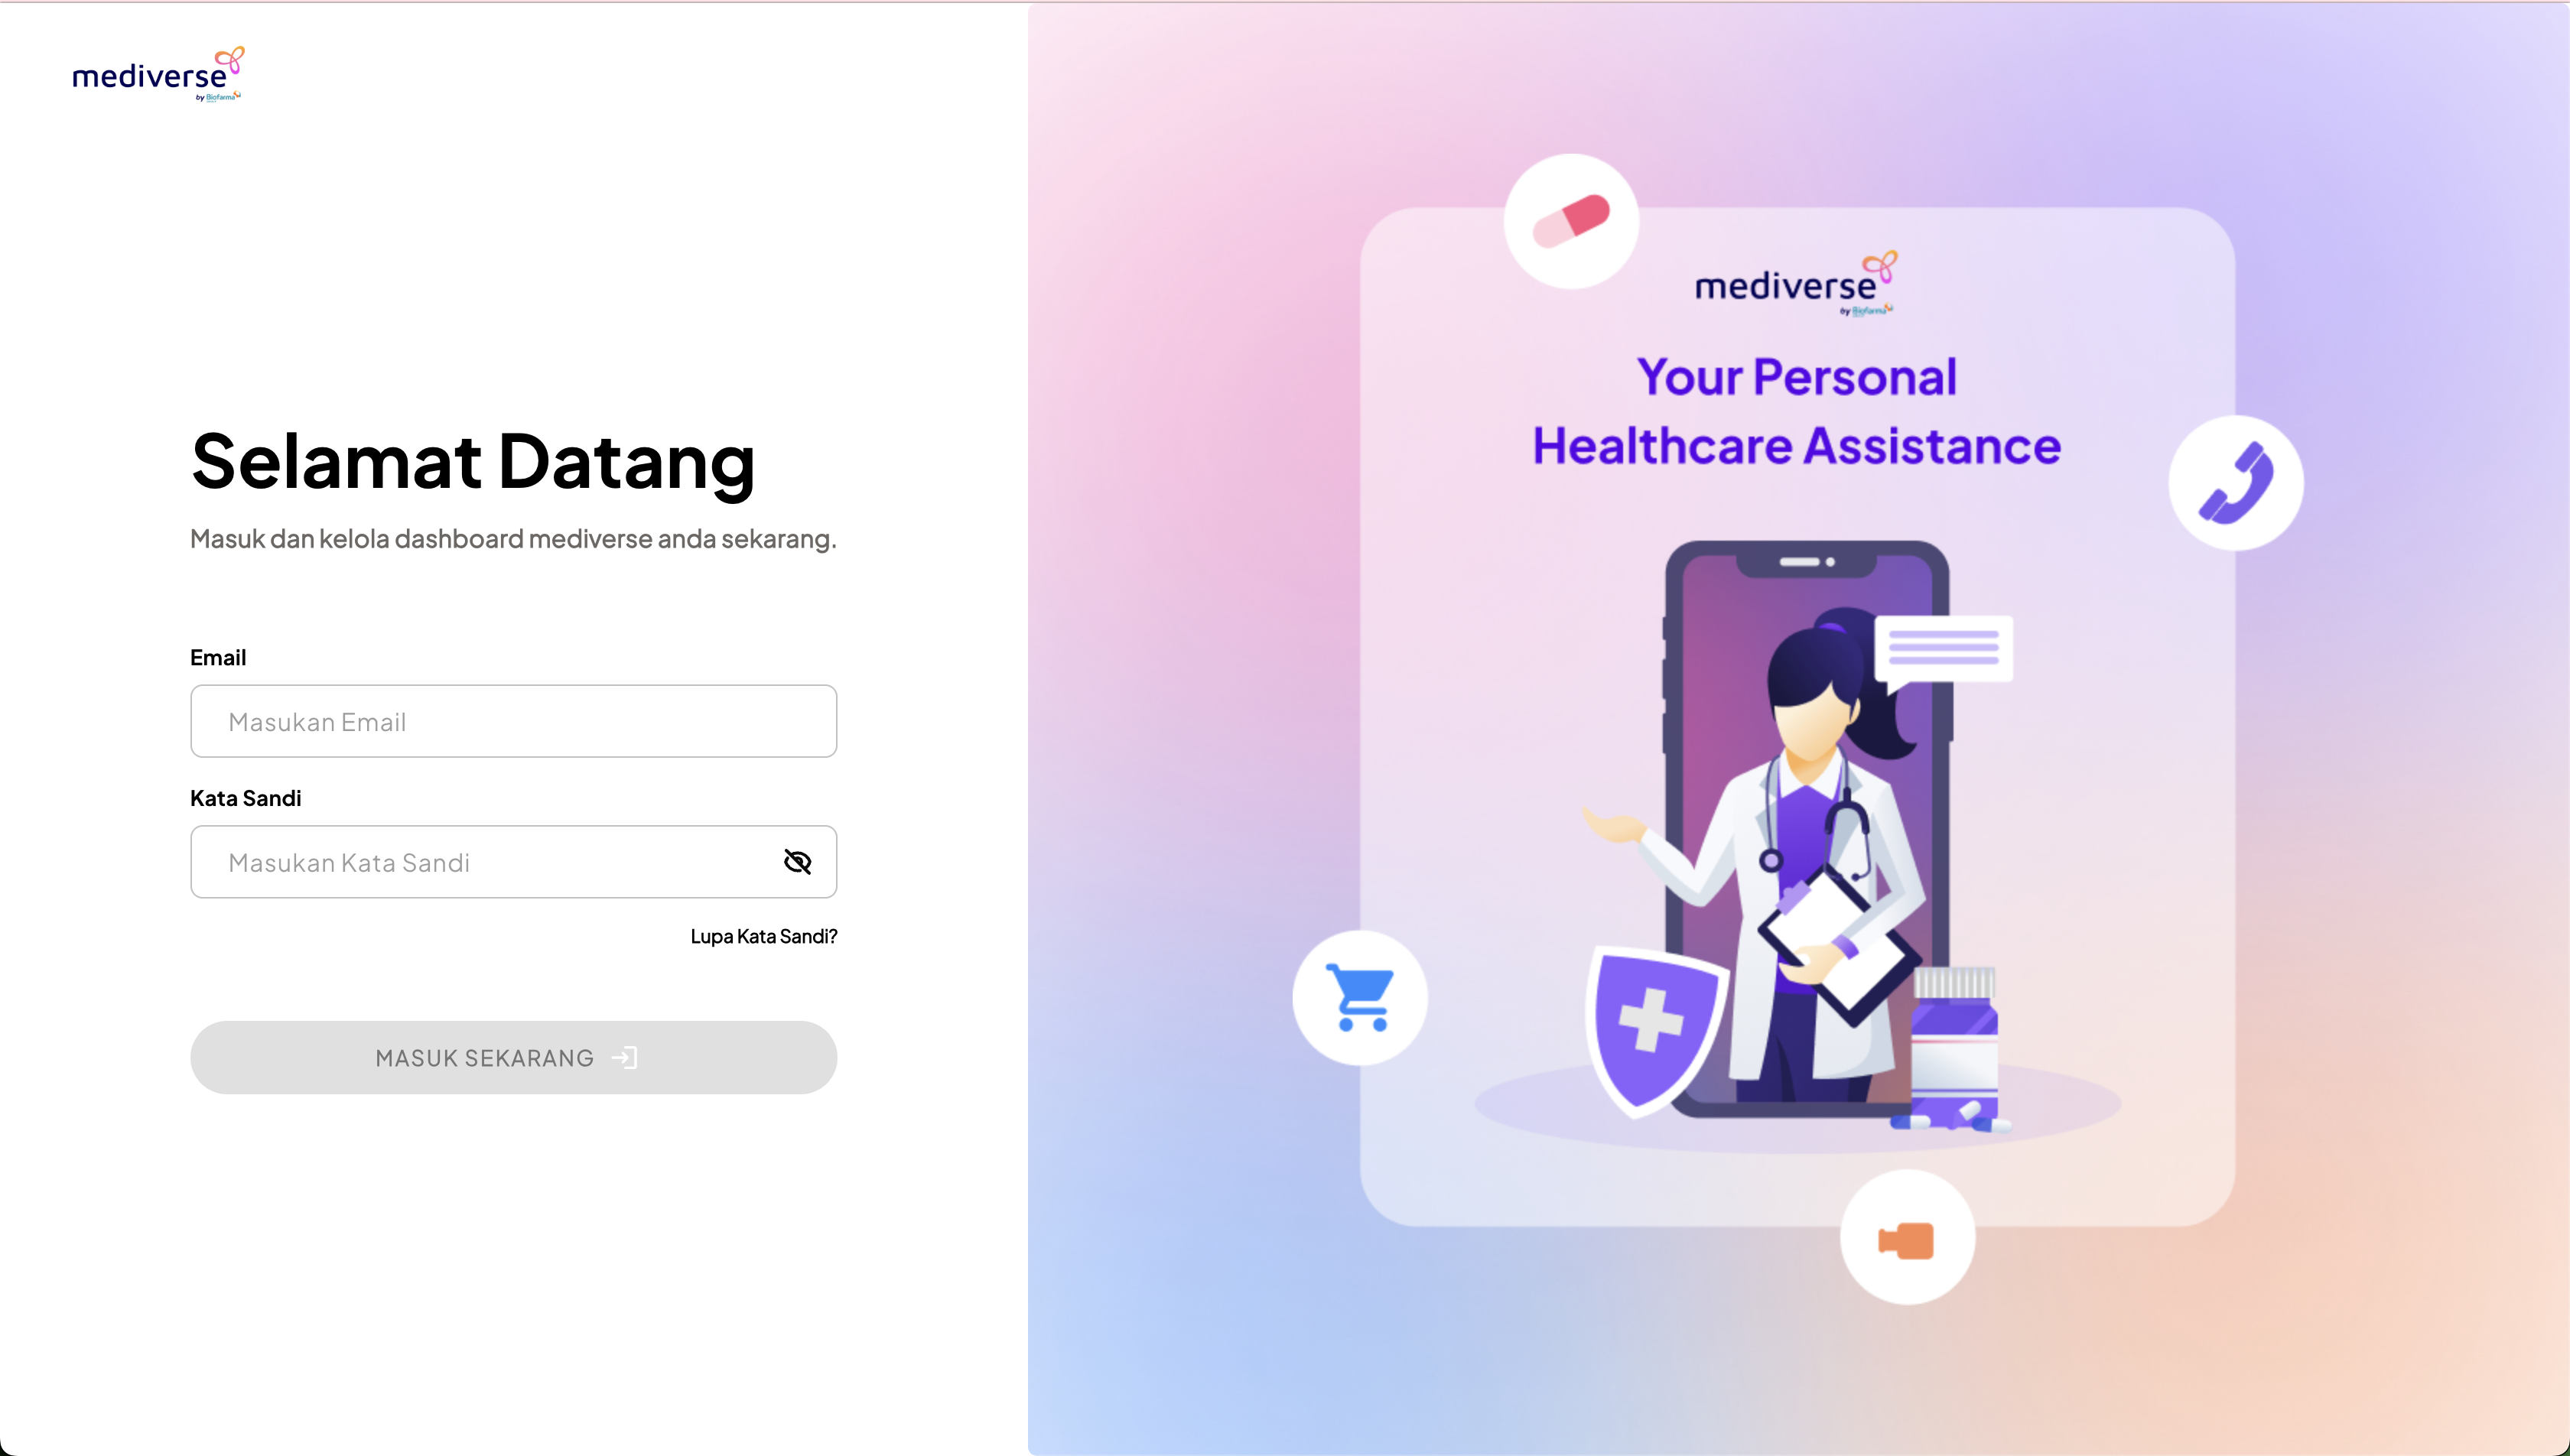 mediverse
by Biofarma
Selamat Datang
Masuk dan kelola dashboard mediverse anda sekarang.
Email
Masukan Email
Kata Sandi
Masukan Kata Sandi
Lupa Kata Sandi?
MASUK SEKARANG
mediverse
by Biofarma
Your Personal
Healthcare Assistance